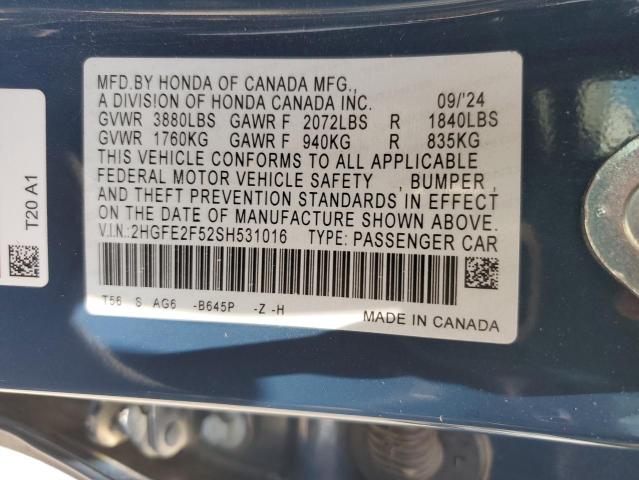 MFD.BY HONDA OF CANADA MFG.,
A DIVISION OF HONDA CANADA INC. 09/'24
GVWR 3880LBS GAWR F 2072LBS R 1840LBS
GVWR 1760KG GAWR F 940KG R 835KG
THIS VEHICLE CONFORMS TO ALL APPLICABLE
FEDERAL MOTOR VEHICLE SAFETY , BUMPER ,
AND THEFT PREVENTION STANDARDS IN EFFECT
ON THE DATE OF MANUFACTURE SHOWN ABOVE.
V.I.N.:2HGFE2F52SH531016 TYPE: PASSENGER CAR
T56 S AG6 -B645P -Z -H
MADE IN CANADA
T20 A1